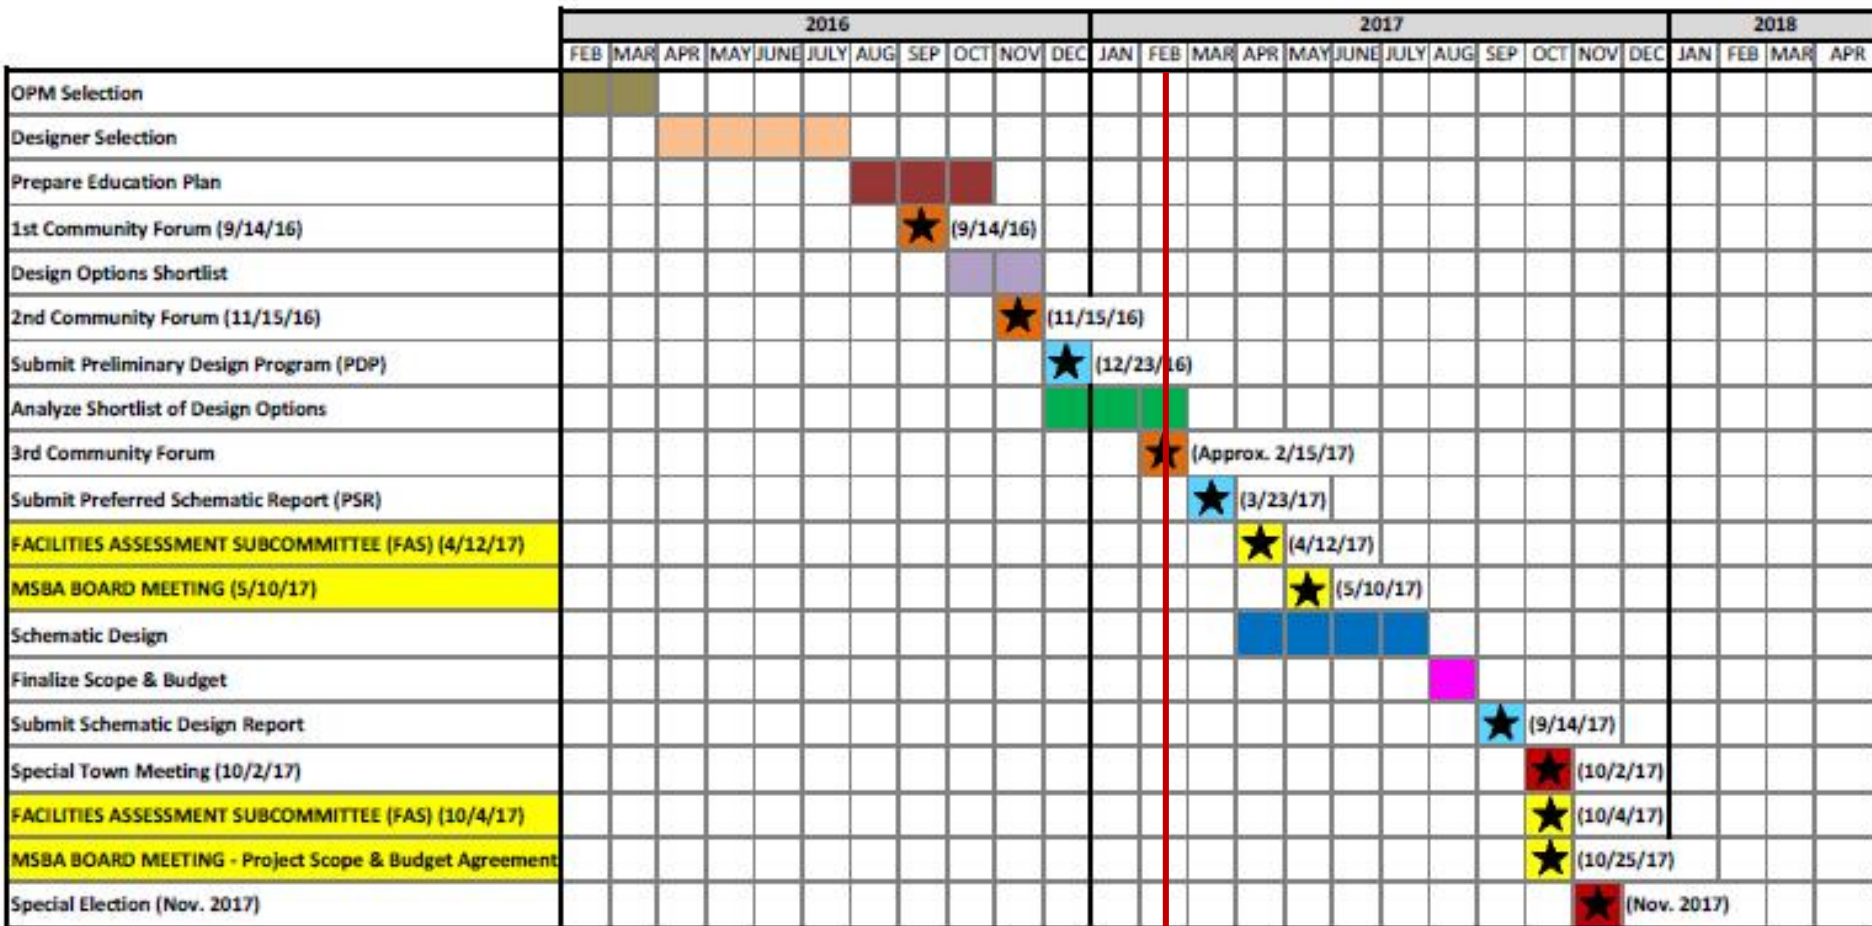 2016 2017 2018
FEB MAR APR MAY JUNE JULY AUG SEP OCT NOV DEC JAN FEB MAR APR MAY JUNE JULY AUG SEP OCT NOV DEC JAN FEB MAR APR
OPM Selection
Designer Selection
Prepare Education Plan
1st Community Forum (9/14/16) (9/14/16)
Design Options Shortlist
2nd Community Forum (11/15/16) (11/15/16)
Submit Preliminary Design Program (PDP) (12/23/16)
Analyze Shortlist of Design Options
3rd Community Forum (Approx. 2/15/17)
Submit Preferred Schematic Report (PSR) (3/23/17)
FACILITIES ASSESSMENT SUBCOMMITTEE (FAS) (4/12/17) (4/12/17)
MSBA BOARD MEETING (5/10/17) (5/10/17)
Schematic Design
Finalize Scope & Budget
Submit Schematic Design Report (9/14/17)
Special Town Meeting (10/2/17) (10/2/17)
FACILITIES ASSESSMENT SUBCOMMITTEE (FAS) (10/4/17) (10/4/17)
MSBA BOARD MEETING - Project Scope & Budget Agreement (10/25/17)
Special Election (Nov. 2017) (Nov. 2017)